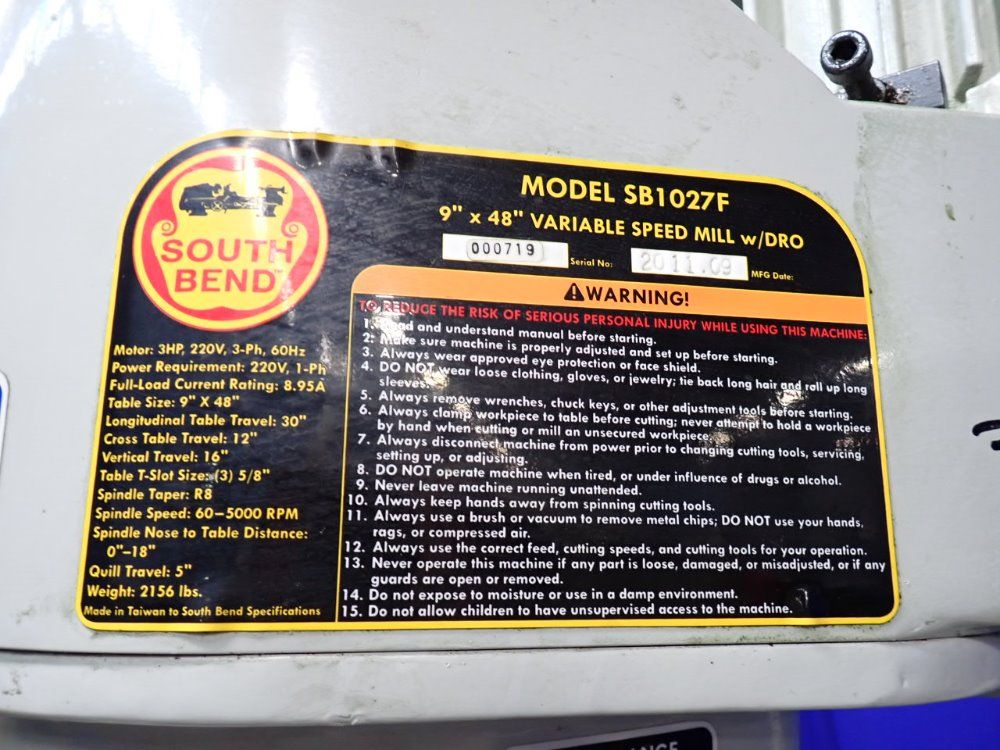 SOUTH
BEND™
MODEL SB1027F
9" x 48" VARIABLE SPEED MILL w/DRO
000719 Serial No: 2011.09 MFG Date:
WARNING!
TO REDUCE THE RISK OF SERIOUS PERSONAL INJURY WHILE USING THIS MACHINE:
1. Read and understand manual before starting.
2. Make sure machine is properly adjusted and set up before starting.
3. Always wear approved eye protection or face shield.
4. DO NOT wear loose clothing, gloves, or jewelry; tie back long hair and roll up long
sleeves.
5. Always remove wrenches, chuck keys, or other adjustment tools before starting.
6. Always clamp workpiece to table before cutting; never attempt to hold a workpiece
by hand when cutting or mill an unsecured workpiece.
7. Always disconnect machine from power prior to changing cutting tools, servicing,
setting up, or adjusting.
8. DO NOT operate machine when tired, or under influence of drugs or alcohol.
9. Never leave machine running unattended.
10. Always keep hands away from spinning cutting tools.
11. Always use a brush or vacuum to remove metal chips; DO NOT use your hands,
rags, or compressed air.
12. Always use the correct feed, cutting speeds, and cutting tools for your operation.
13. Never operate this machine if any part is loose, damaged, or misadjusted, or if any
guards are open or removed.
14. Do not expose to moisture or use in a damp environment.
15. Do not allow children to have unsupervised access to the machine.
Motor: 3HP, 220V, 3-Ph, 60Hz
Power Requirement: 220V, 1-Ph
Full-Load Current Rating: 8.95A
Table Size: 9" X 48"
Longitudinal Table Travel: 30"
Cross Table Travel: 12"
Vertical Travel: 16"
Table T-Slot Size: (3) 5/8"
Spindle Taper: R8
Spindle Speed: 60–5000 RPM
Spindle Nose to Table Distance:
0"–18"
Quill Travel: 5"
Weight: 2156 lbs.
Made in Taiwan to South Bend Specifications